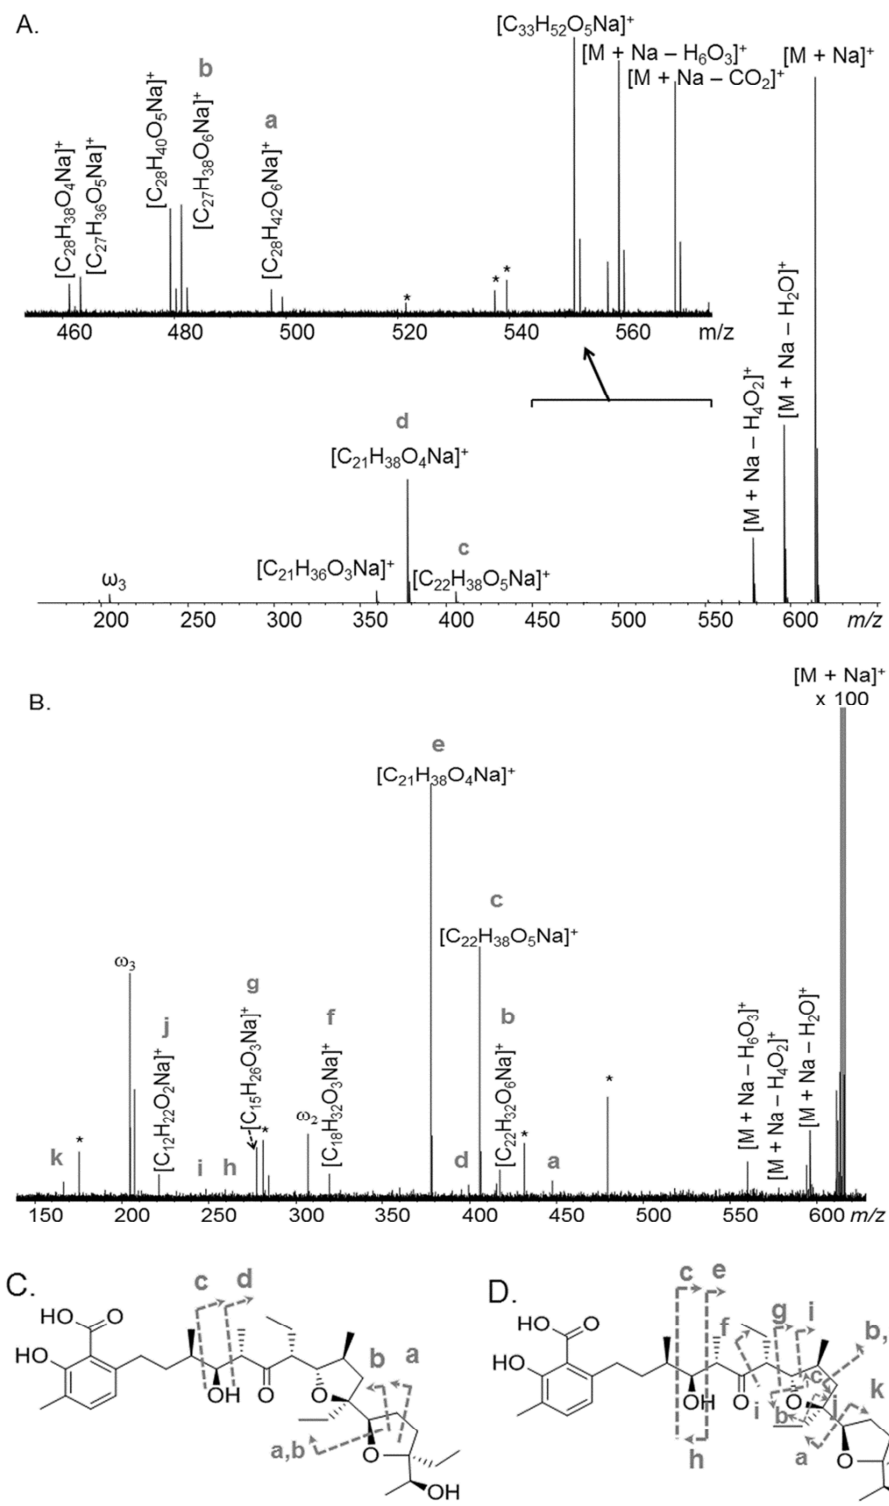 A.
[C33H52O5Na]+
[M + Na – H6O3]+
[M + Na]+
[M + Na – CO2]+
b
a
[C28H38O4Na]+
[C27H36O5Na]+
[C28H40O5Na]+
[C27H38O6Na]+
[C28H42O6Na]+
*
*
*
460
480
500
520
540
560
m/z
[M + Na – H4O2]+
[M + Na – H2O]+
d
[C21H38O4Na]+
c
[C21H36O3Na]+
[C22H38O5Na]+
ω3
200
250
300
350
400
450
500
550
600
m/z
B.
[M + Na]+
x 100
e
[C21H38O4Na]+
c
[C22H38O5Na]+
ω3
g
j
f
b
[C12H22O2Na]+
[C15H26O3Na]+
[C18H32O3Na]+
[C22H32O6Na]+
[M + Na – H6O3]+
[M + Na – H4O2]+
[M + Na – H2O]+
k
*
i
h
*
ω2
d
*
a
*
150
200
250
300
350
400
450
500
550
600 m/z
C.
c
d
HO
O
HO
OH
O
O
b
a
a,b
O
OH
D.
c
e
g
i
f
b,
HO
O
HO
OH
O
O
c
k
i
b
j
h
a
O